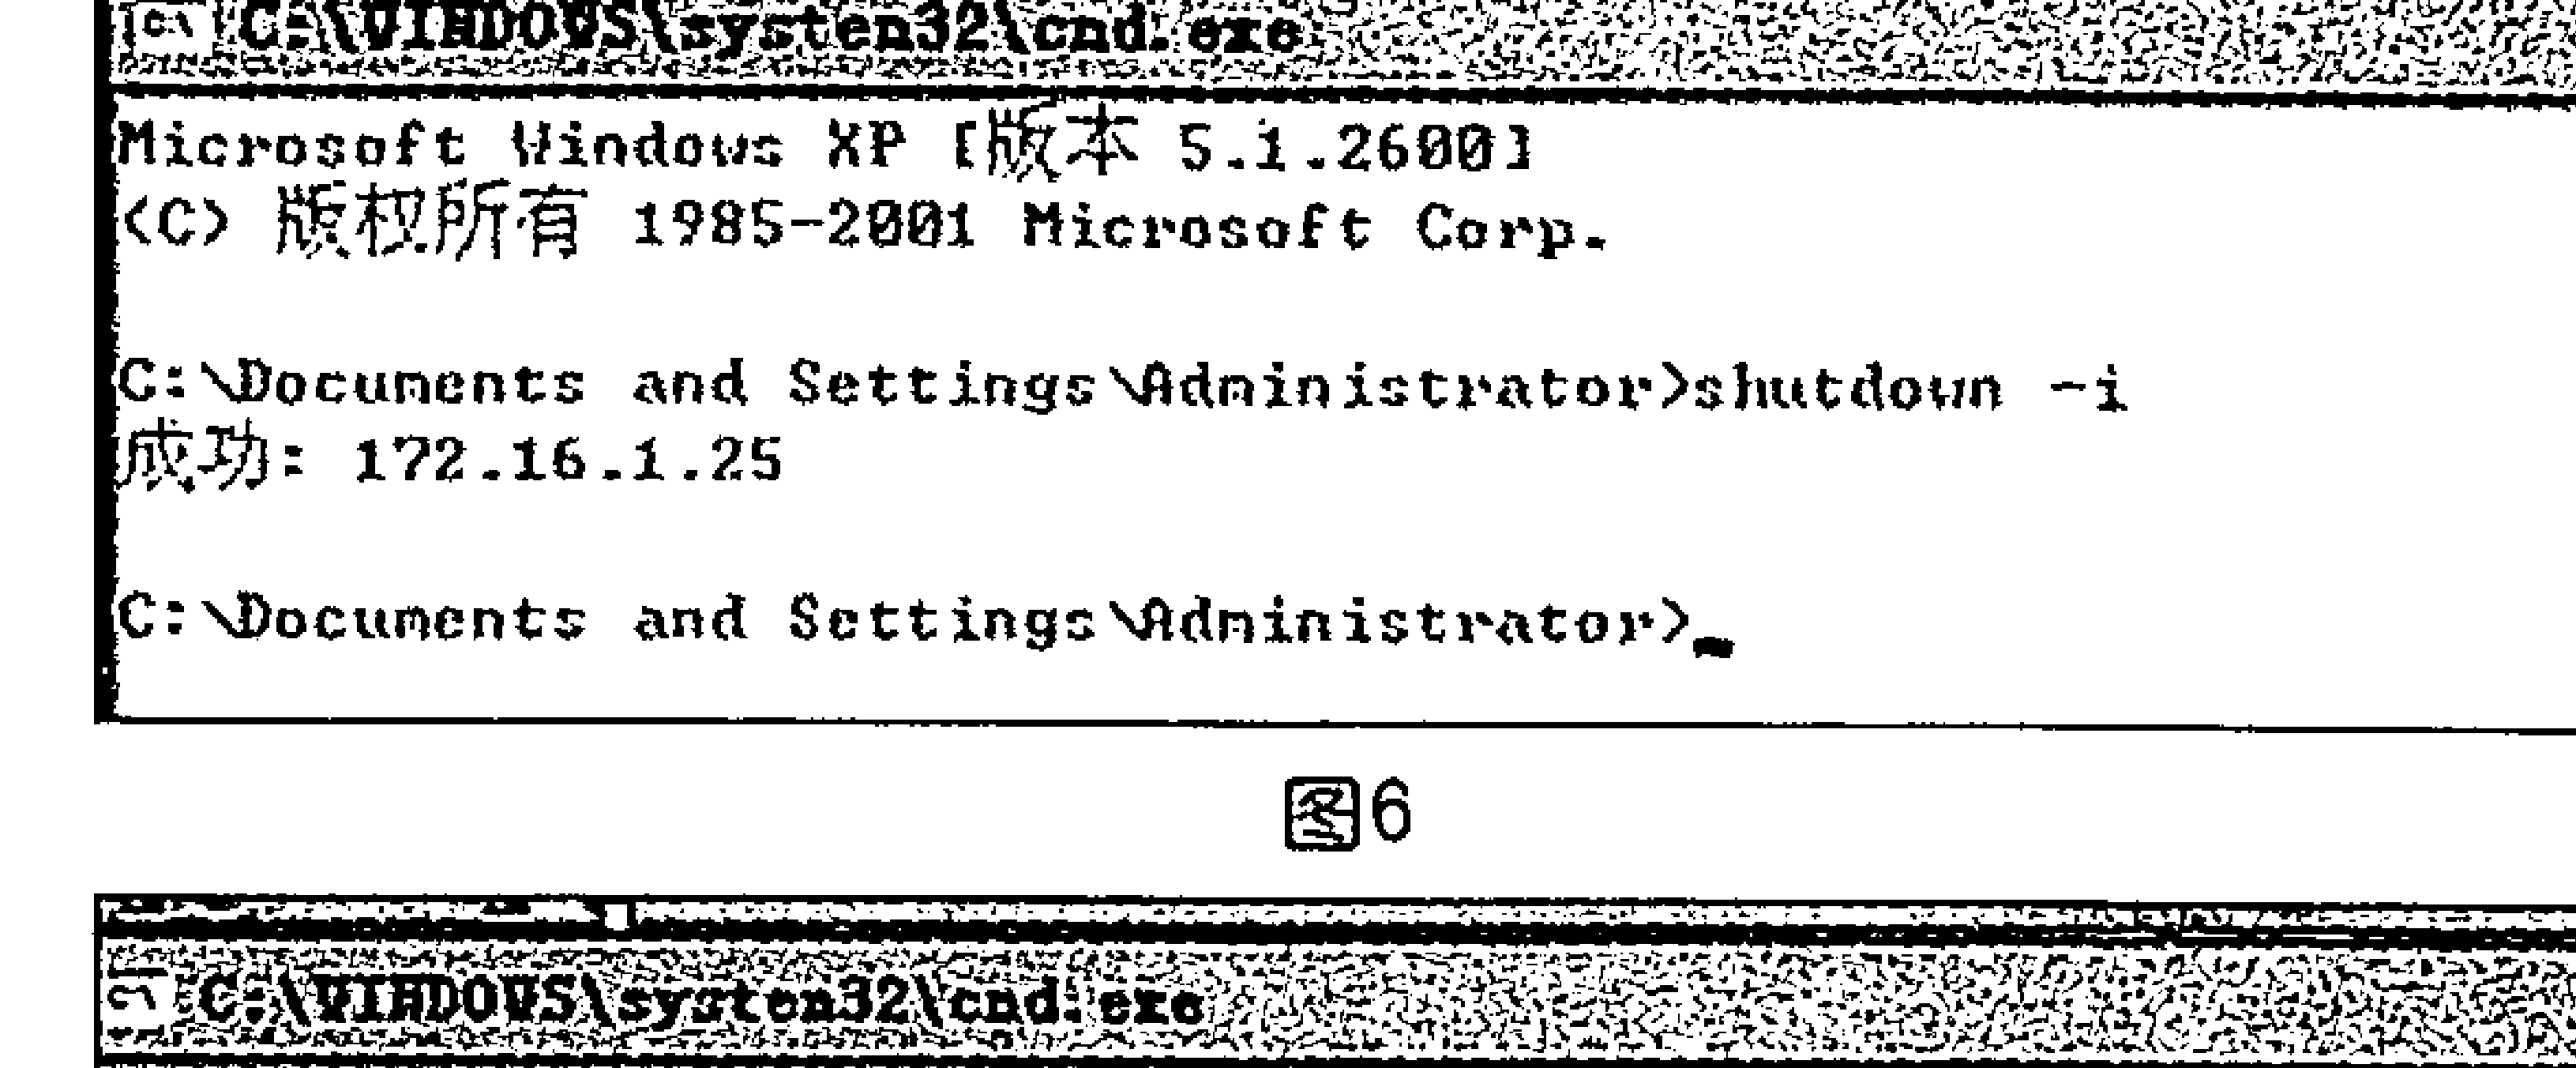 C:\WINDOWS\system32\cmd.exe
Microsoft Windows XP [版本 5.1.2600]
(C) 版权所有 1985-2001 Microsoft Corp.
C:\Documents and Settings\Administrator>shutdown -i
成功: 172.16.1.25
C:\Documents and Settings\Administrator>_
图6
C:\WINDOWS\system32\cmd.exe